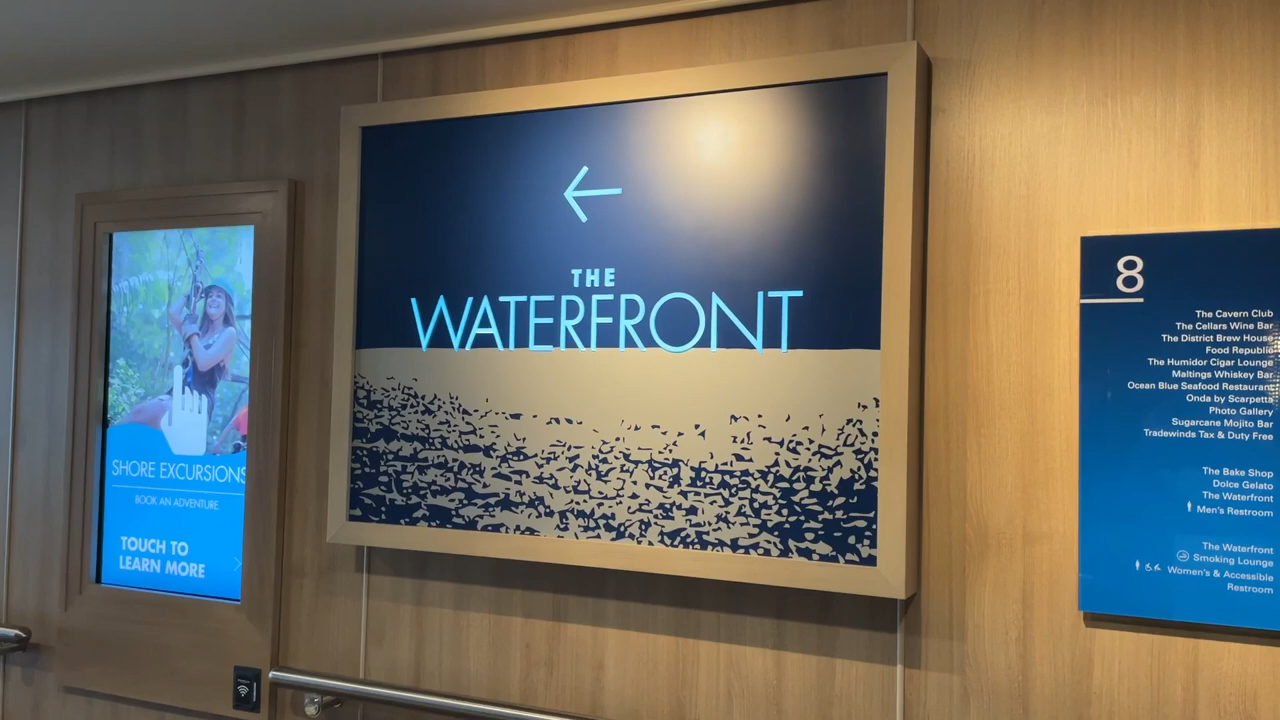 SHORE EXCURSIONS
BOOK AN ADVENTURE
TOUCH TO
LEARN MORE
THE
WATERFRONT
8
The Cavern Club
The Cellars Wine Bar
The District Brew House
Food Republic
The Humidor Cigar Lounge
Maltings Whiskey Bar
Ocean Blue Seafood Restaurant
Onda by Scarpetta
Photo Gallery
Sugarcane Mojito Bar
Tradewinds Tax & Duty Free
The Bake Shop
Dolce Gelato
The Waterfront
Men's Restroom
The Waterfront
Smoking Lounge
Women's & Accessible
Restroom